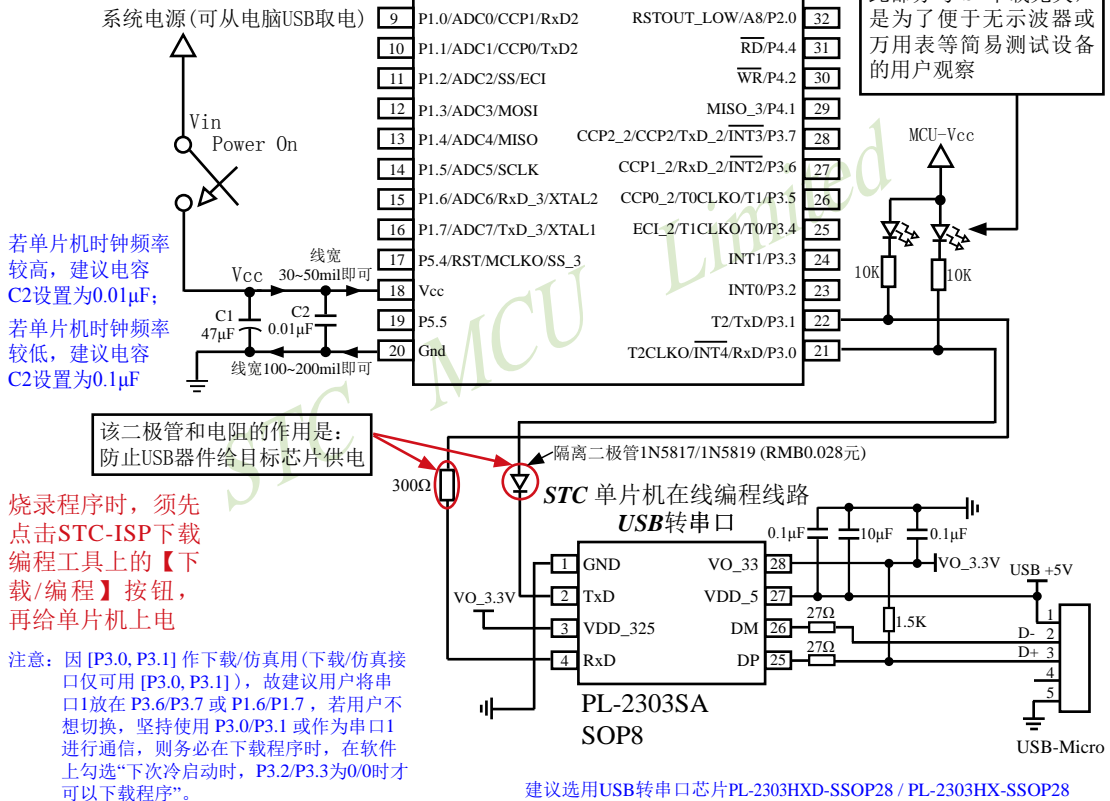 系统电源(可从电脑USB取电)
Vin
Power On
若单片机时钟频率
较高，建议电容
C2设置为0.01μF；
若单片机时钟频率
较低，建议电容
C2设置为0.1μF
Vcc
线宽
30~50mil即可
C1
47μF
C2
0.01μF
线宽100~200mil即可
9 P1.0/ADC0/CCP1/RxD2
10 P1.1/ADC1/CCP0/TxD2
11 P1.2/ADC2/SS/ECI
12 P1.3/ADC3/MOSI
13 P1.4/ADC4/MISO
14 P1.5/ADC5/SCLK
15 P1.6/ADC6/RxD_3/XTAL2
16 P1.7/ADC7/TxD_3/XTAL1
17 P5.4/RST/MCLKO/SS_3
18 Vcc
19 P5.5
20 Gnd
RSTOUT_LOW/A8/P2.0 32
RD/P4.4 31
WR/P4.2 30
MISO_3/P4.1 29
CCP2_2/CCP2/TxD_2/INT3/P3.7 28
CCP1_2/RxD_2/INT2/P3.6 27
CCP0_2/T0CLKO/T1/P3.5 26
ECI_2/T1CLKO/T0/P3.4 25
INT1/P3.3 24
INT0/P3.2 23
T2/TxD/P3.1 22
T2CLKO/INT4/RxD/P3.0 21
是为了便于无示波器或
万用表等简易测试设备
的用户观察
MCU-Vcc
10K
10K
STC MCU Limited
该二极管和电阻的作用是：
防止USB器件给目标芯片供电
300Ω
隔离二极管1N5817/1N5819 (RMB0.028元)
STC 单片机在线编程线路
USB转串口
烧录程序时，须先
点击STC-ISP下载
编程工具上的【下
载/编程】按钮，
再给单片机上电
VO_3.3V
1 GND
2 TxD
3 VDD_325
4 RxD
VO_33 28
VDD_5 27
DM 26
DP 25
PL-2303SA
SOP8
0.1μF
10μF
0.1μF
VO_3.3V
USB +5V
27Ω
27Ω
1.5K
1
D- 2
D+ 3
4
5
USB-Micro
注意：因 [P3.0, P3.1] 作下载/仿真用(下载/仿真接
口仅可用 [P3.0, P3.1] )，故建议用户将串
口1放在 P3.6/P3.7 或 P1.6/P1.7，若用户不
想切换，坚持使用 P3.0/P3.1 或作为串口1
进行通信，则务必在下载程序时，在软件
上勾选“下次冷启动时，P3.2/P3.3为0/0时才
可以下载程序”。
建议选用USB转串口芯片PL-2303HXD-SSOP28 / PL-2303HX-SSOP28